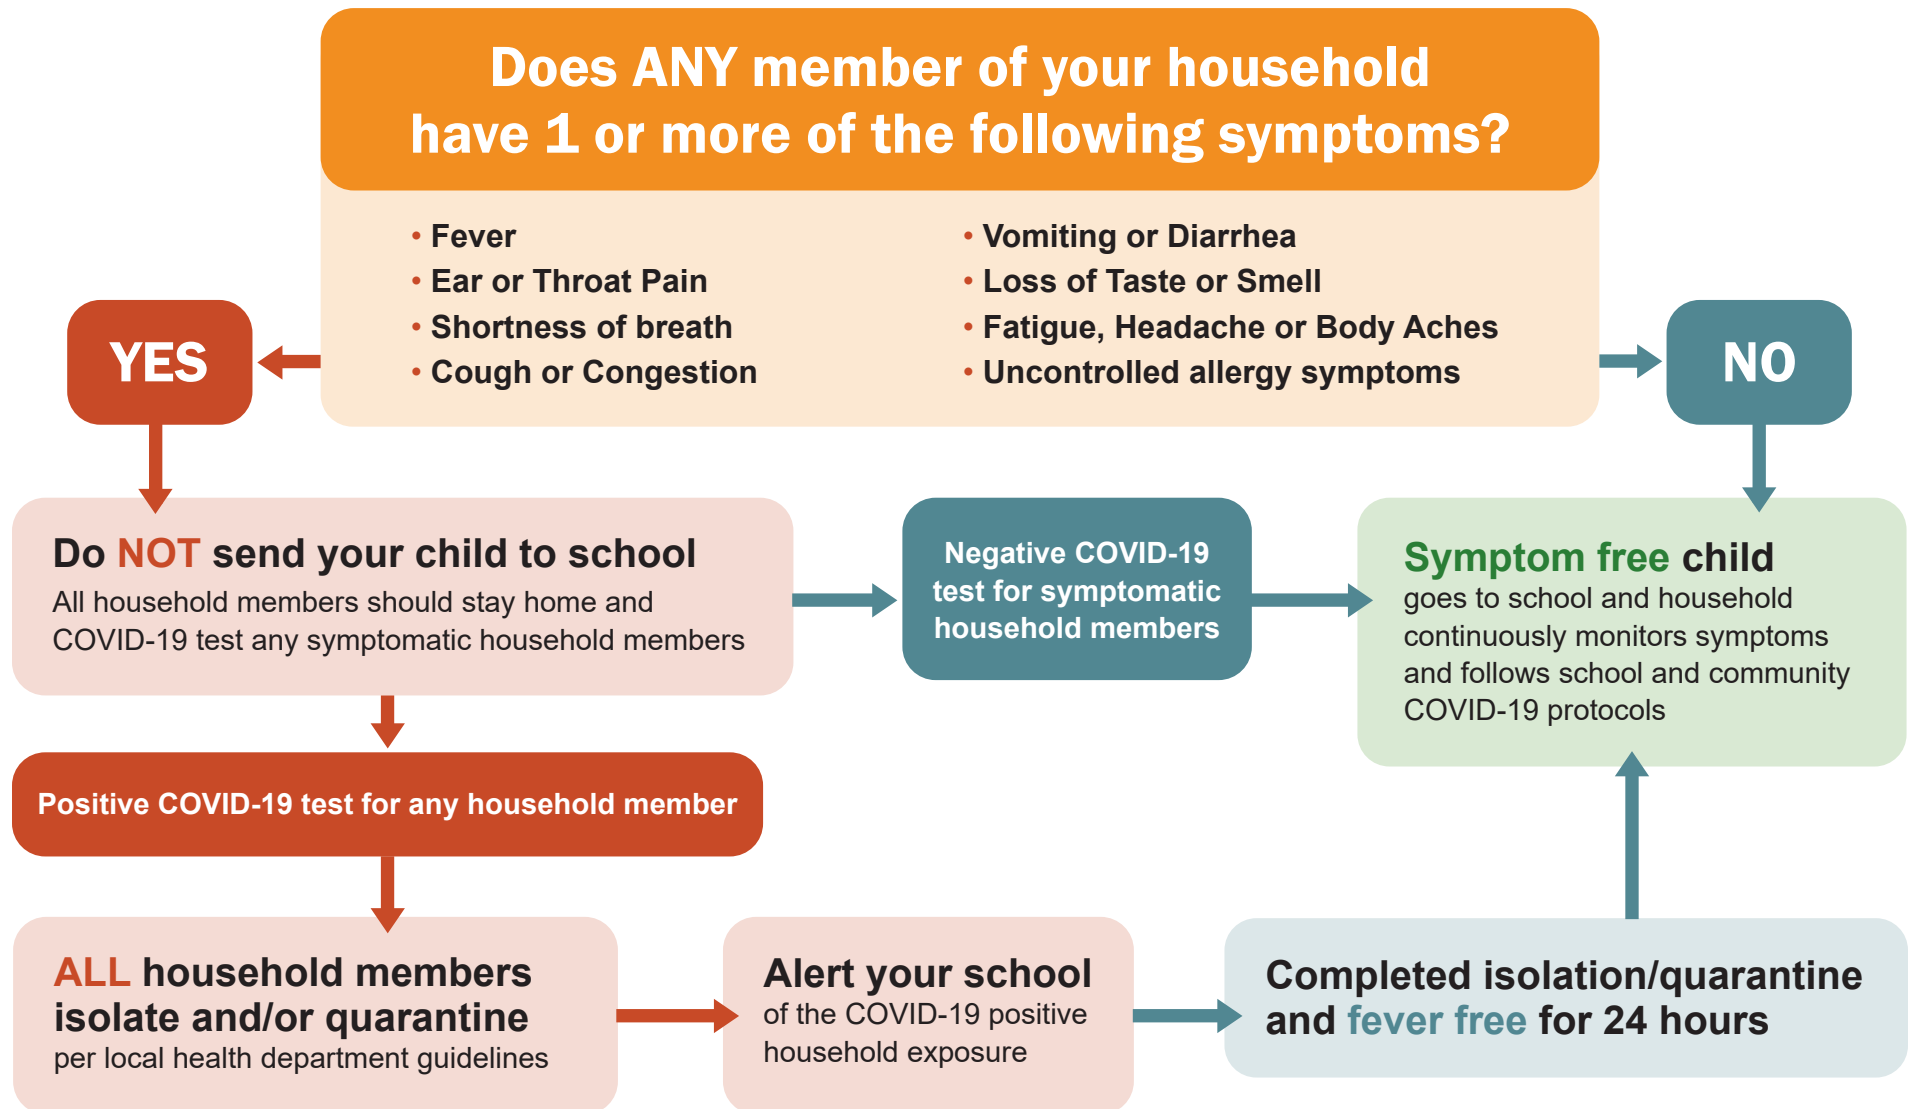 Does ANY member of your household
have 1 or more of the following symptoms?
• Fever
• Ear or Throat Pain
• Shortness of breath
• Cough or Congestion
• Vomiting or Diarrhea
• Loss of Taste or Smell
• Fatigue, Headache or Body Aches
• Uncontrolled allergy symptoms
YES
NO
Do NOT send your child to school
All household members should stay home and
COVID-19 test any symptomatic household members
Negative COVID-19
test for symptomatic
household members
Symptom free child
goes to school and household
continuously monitors symptoms
and follows school and community
COVID-19 protocols
Positive COVID-19 test for any household member
ALL household members
isolate and/or quarantine
per local health department guidelines
Alert your school
of the COVID-19 positive
household exposure
Completed isolation/quarantine
and fever free for 24 hours